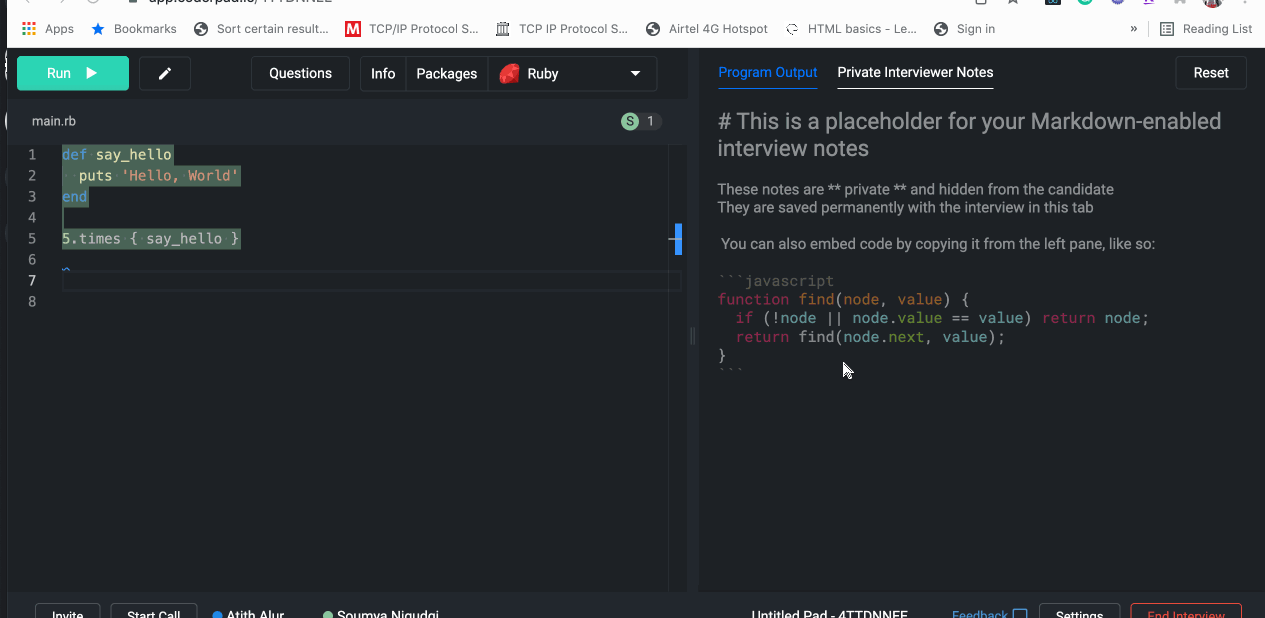 Apps Bookmarks Sort certain result... TCP/IP Protocol S... TCP IP Protocol S... Airtel 4G Hotspot HTML basics - Le... Sign in » Reading List
Run Questions Info Packages Ruby
Program Output Private Interviewer Notes Reset
main.rb S 1
1 def say_hello
2 puts 'Hello, World'
3 end
4
5 5.times { say_hello }
6
7
8
# This is a placeholder for your Markdown-enabled
interview notes
These notes are ** private ** and hidden from the candidate
They are saved permanently with the interview in this tab
You can also embed code by copying it from the left pane, like so:
```javascript
function find(node, value) {
if (!node || node.value == value) return node;
return find(node.next, value);
}
```
Invite Start Call Atith Alur Soumya Nigudgi Untitled Pad - 4TTDNNEE Feedback Settings End Interview